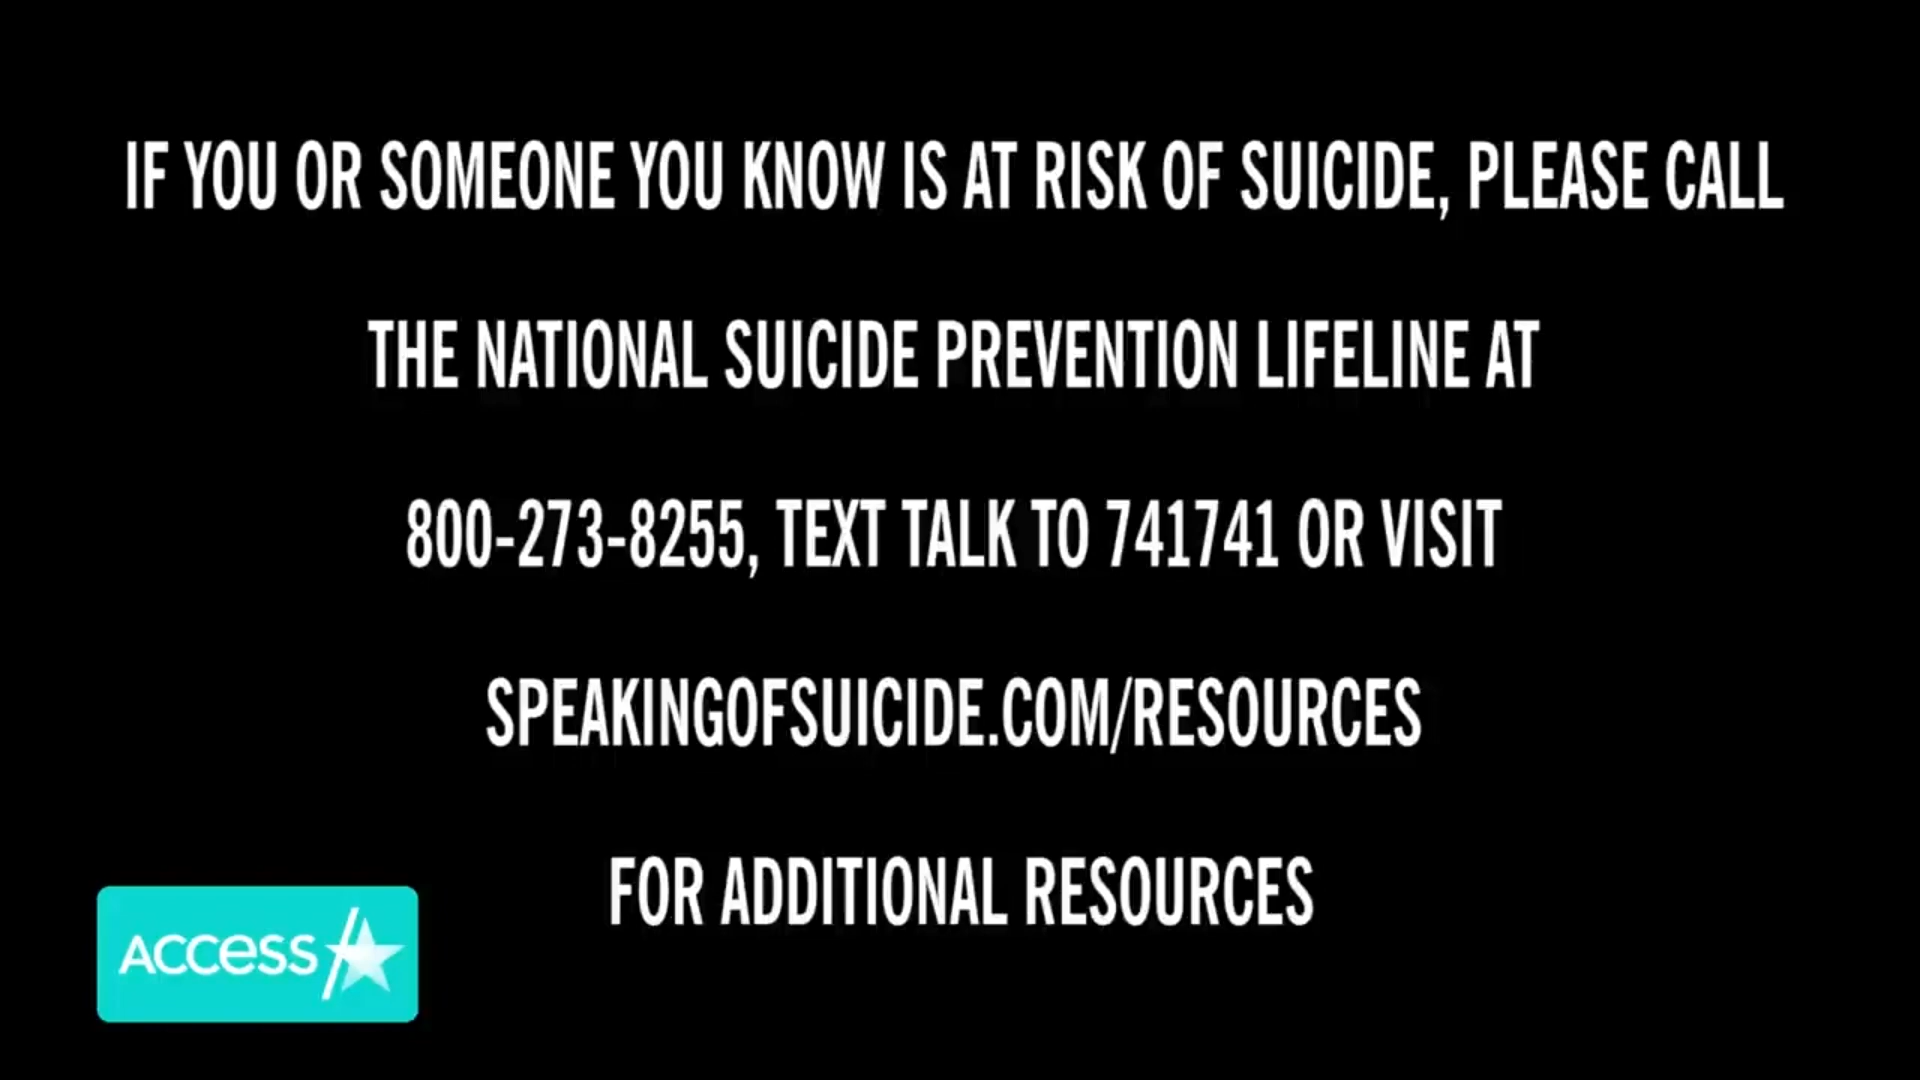 IF YOU OR SOMEONE YOU KNOW IS AT RISK OF SUICIDE, PLEASE CALL
THE NATIONAL SUICIDE PREVENTION LIFELINE AT
800-273-8255, TEXT TALK TO 741741 OR VISIT
SPEAKINGOFSUICIDE.COM/RESOURCES
FOR ADDITIONAL RESOURCES
ACCESS